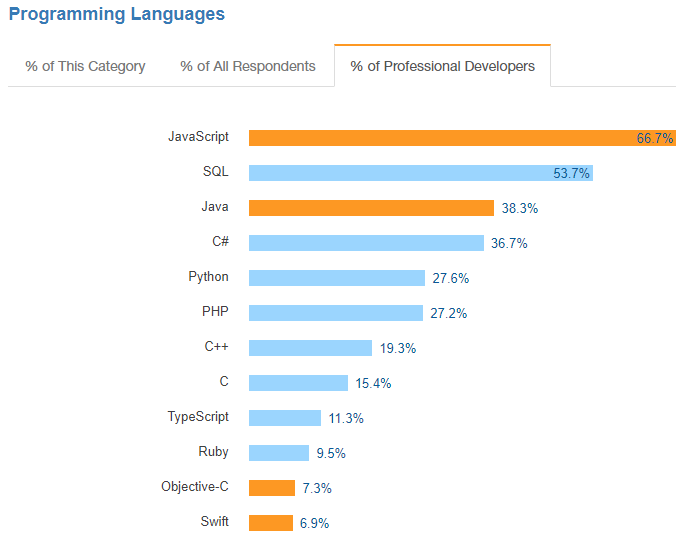 Programming Languages
% of This Category % of All Respondents % of Professional Developers
JavaScript 66.7%
SQL 53.7%
Java 38.3%
C# 36.7%
Python 27.6%
PHP 27.2%
C++ 19.3%
C 15.4%
TypeScript 11.3%
Ruby 9.5%
Objective-C 7.3%
Swift 6.9%